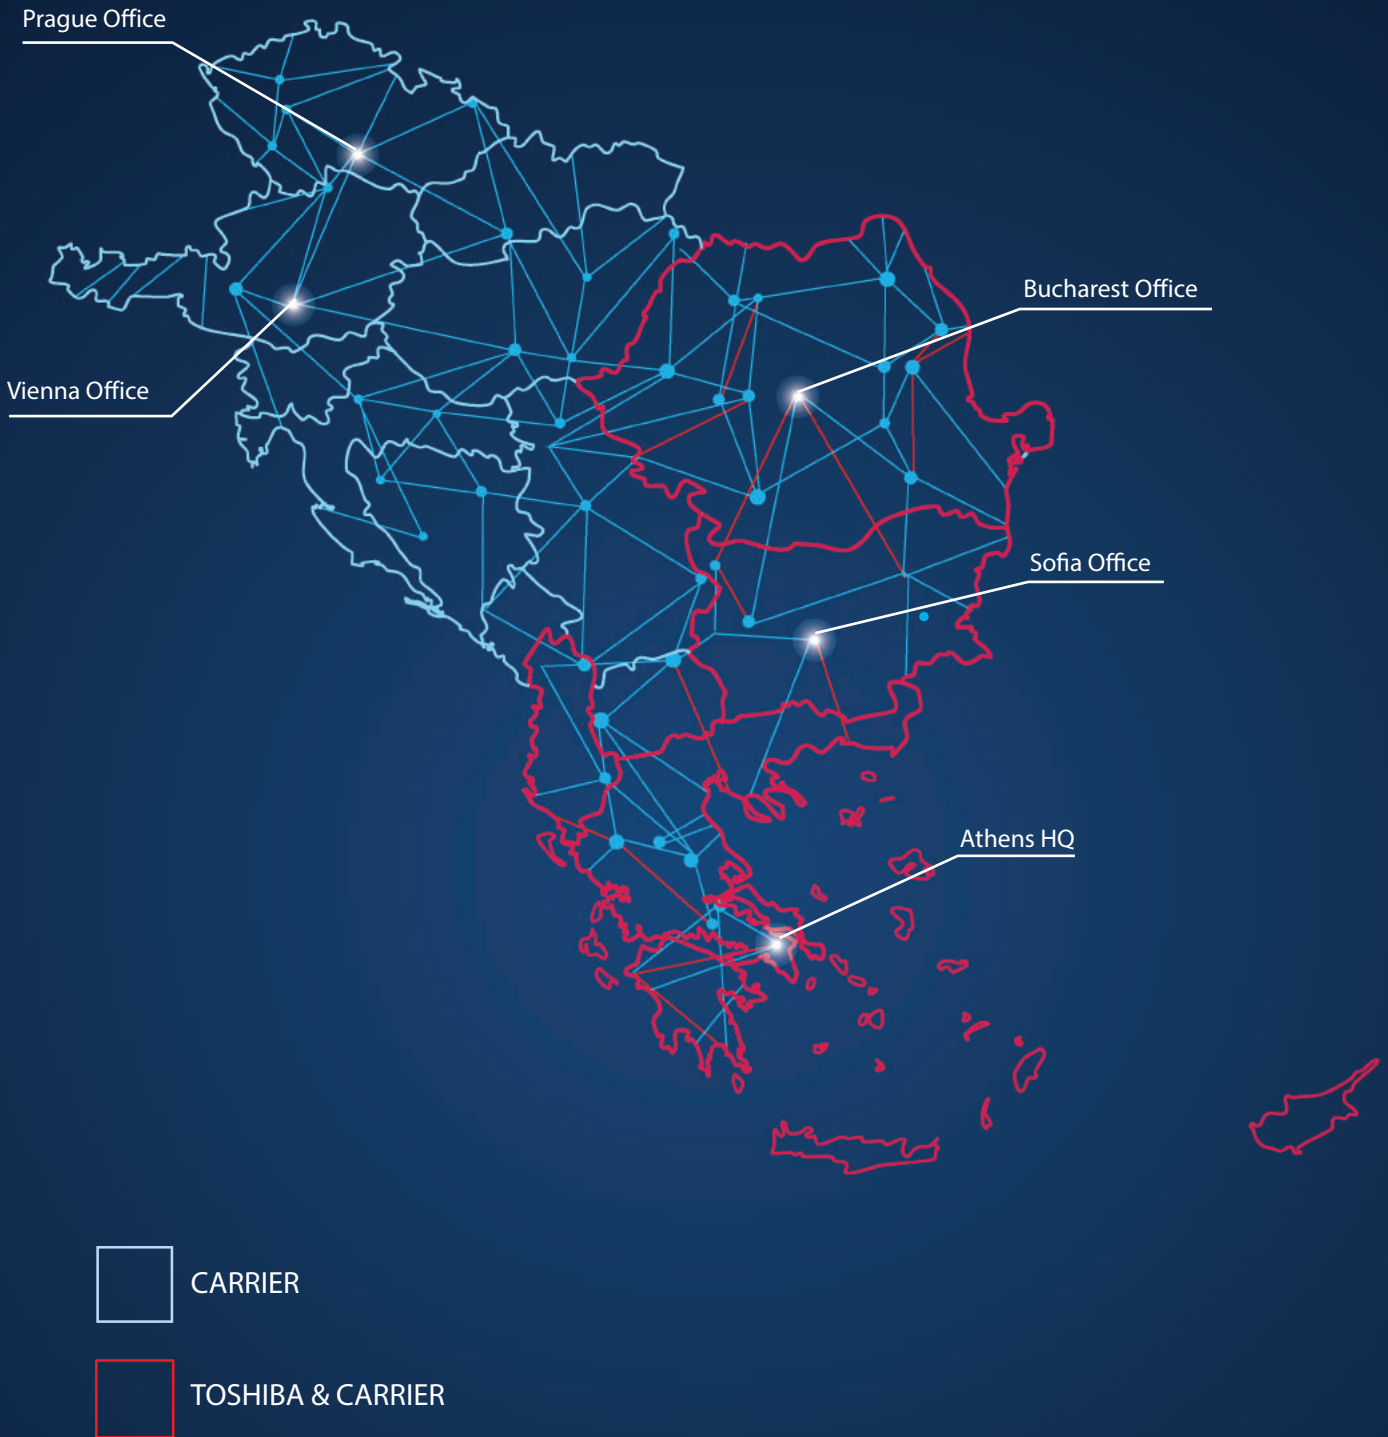 Prague Office
Bucharest Office
Vienna Office
Sofia Office
Athens HQ
CARRIER
TOSHIBA & CARRIER